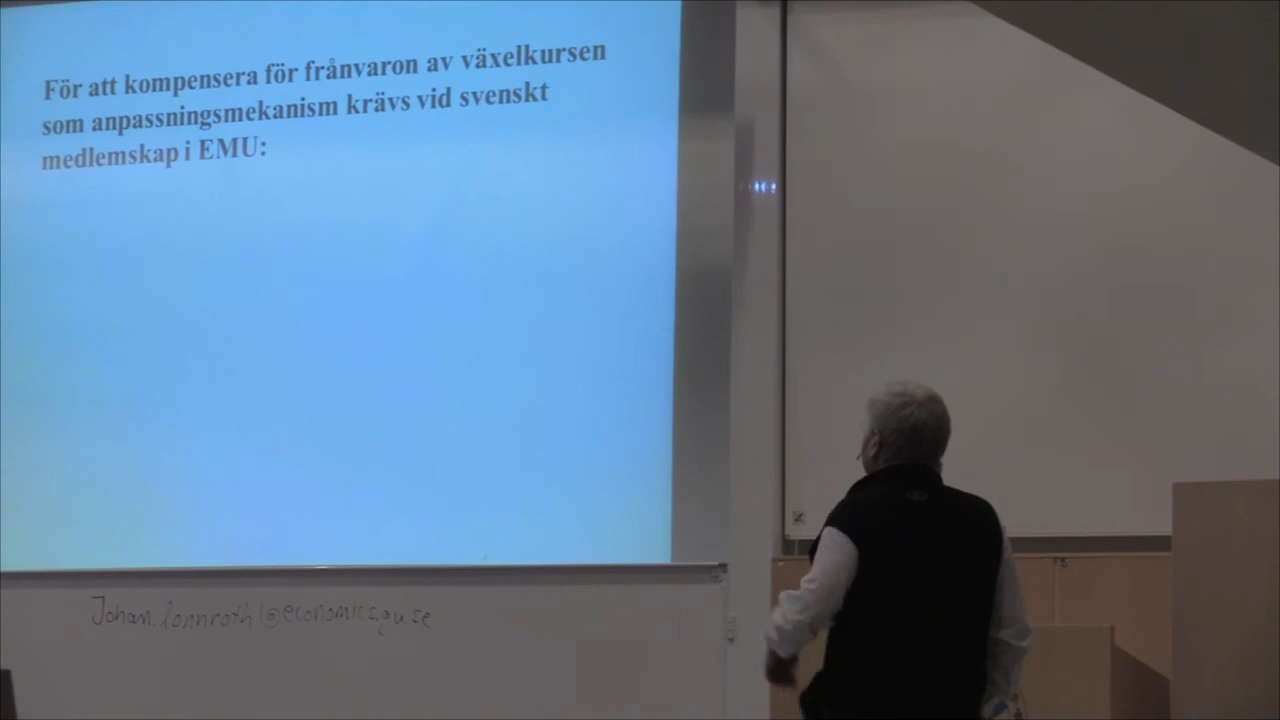 För att kompensera för frånvaron av växelkursen
som anpassningsmekanism krävs vid svenskt
medlemskap i EMU:
Johan.lonnroth@economics.gu.se